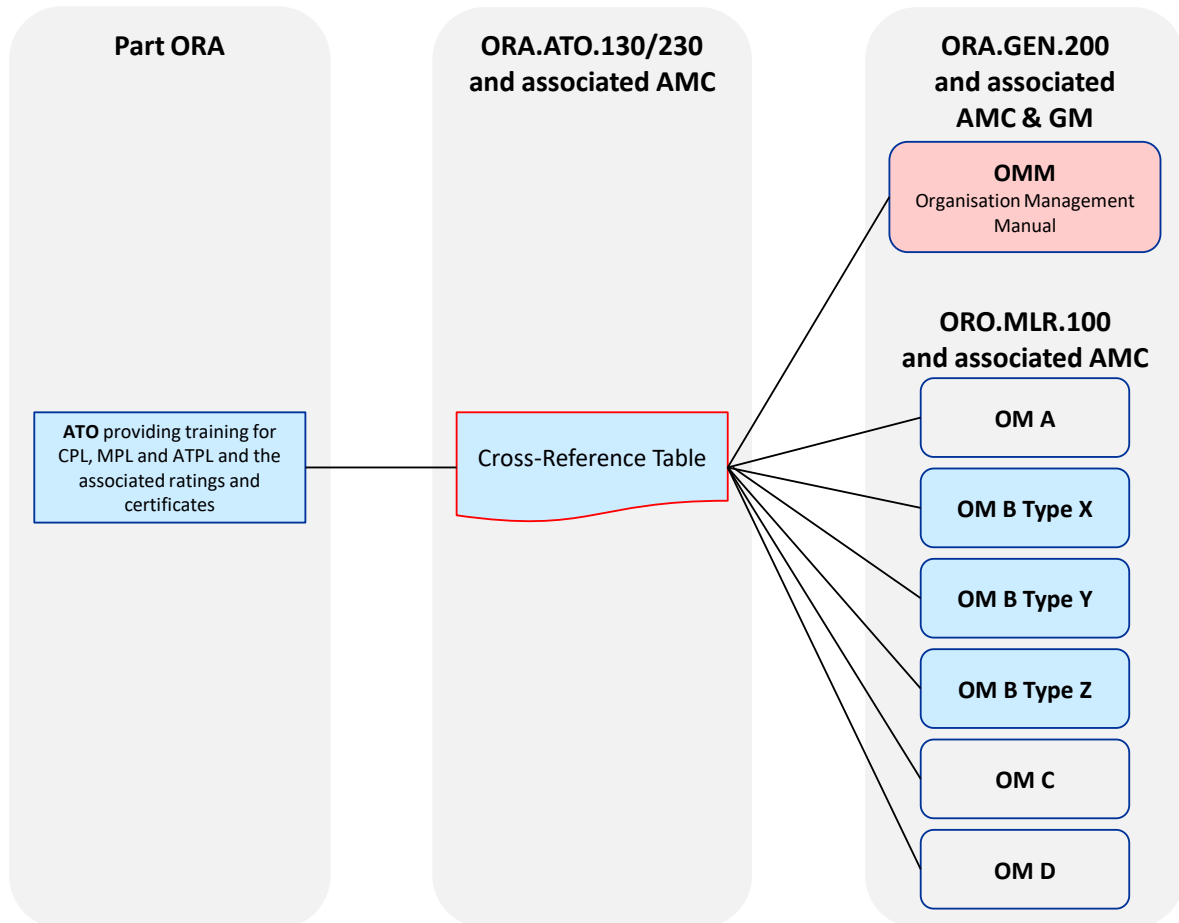 Part ORA
ORA.ATO.130/230
and associated AMC
ORA.GEN.200
and associated
AMC & GM
OMM
Organisation Management
Manual
ORO.MLR.100
and associated AMC
ATO providing training for
CPL, MPL and ATPL and the
associated ratings and
certificates
Cross-Reference Table
OM A
OM B Type X
OM B Type Y
OM B Type Z
OM C
OM D